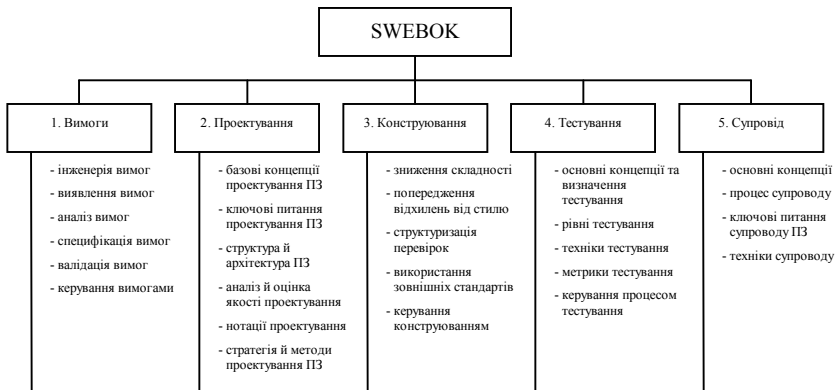 SWEBOK
1. Вимоги
- інженерія вимог
- виявлення вимог
- аналіз вимог
- специфікація вимог
- валідація вимог
- керування вимогами
2. Проектування
- базові концепції
проектування ПЗ
- ключові питання
проектування ПЗ
- структура й
архітектура ПЗ
- аналіз й оцінка
якості проектування
- нотації проектування
- стратегія й методи
проектування ПЗ
3. Конструювання
- зниження складності
- попередження
відхилень від стилю
- структуризація
перевірок
- використання
зовнішніх стандартів
- керування
конструюванням
4. Тестування
- основні концепції та
визначення
тестування
- рівні тестування
- техніки тестування
- метрики тестування
- керування процесом
тестування
5. Супровід
- основні концепції
- процес супроводу
- ключові питання
супроводу ПЗ
- техніки супроводу